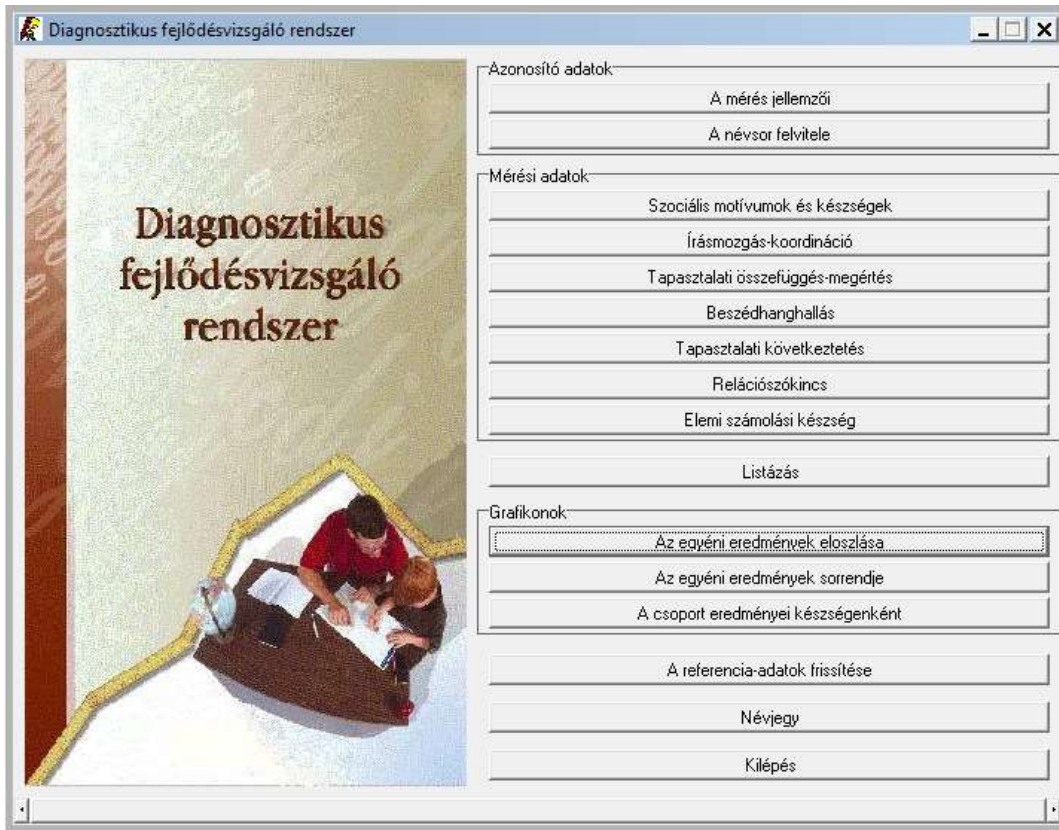 Diagnosztikus fejlődésvizsgáló rendszer
Diagnosztikus
fejlődésvizsgáló
rendszer
Azonosító adatok
A mérés jellemzői
A névsor felvitele
Mérési adatok
Szociális motívumok és készségek
Írásmozgás-koordináció
Tapasztalati összefüggés-megértés
Beszédhanghallás
Tapasztalati következtetés
Relációszókincs
Elemi számolási készség
Listázás
Grafikonok
Az egyéni eredmények eloszlása
Az egyéni eredmények sorrendje
A csoport eredményei készségenként
A referencia-adatok frissítése
Névjegy
Kilépés